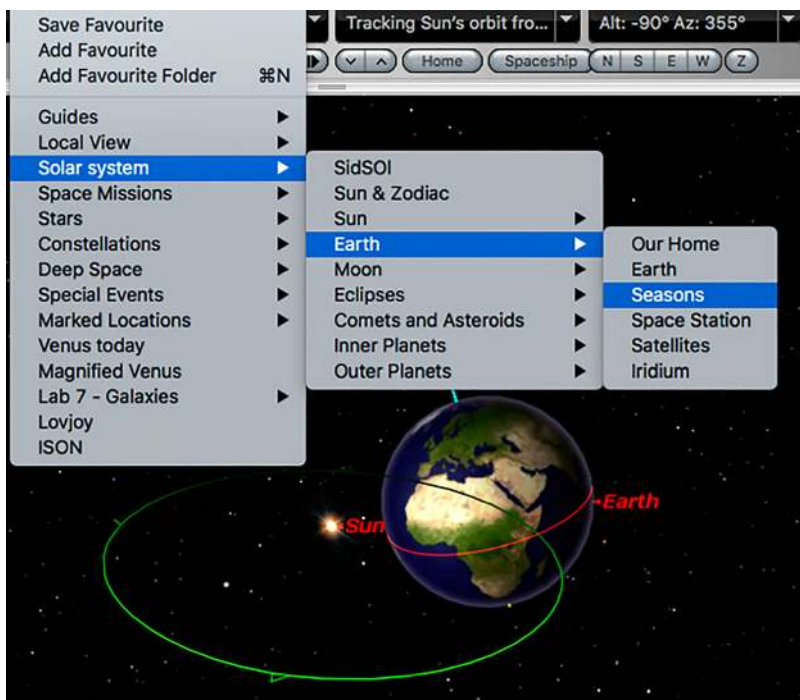 Save Favourite
Add Favourite
Add Favourite Folder ⌘N
Tracking Sun's orbit fro...
Alt: -90° Az: 355°
Home
Spaceship
N S E W Z
Guides
Local View
Solar system
Space Missions
Stars
Constellations
Deep Space
Special Events
Marked Locations
Venus today
Magnified Venus
Lab 7 - Galaxies
Lovjoy
ISON
SidSOl
Sun & Zodiac
Sun
Earth
Moon
Eclipses
Comets and Asteroids
Inner Planets
Outer Planets
Our Home
Earth
Seasons
Space Station
Satellites
Iridium
Sun
Earth